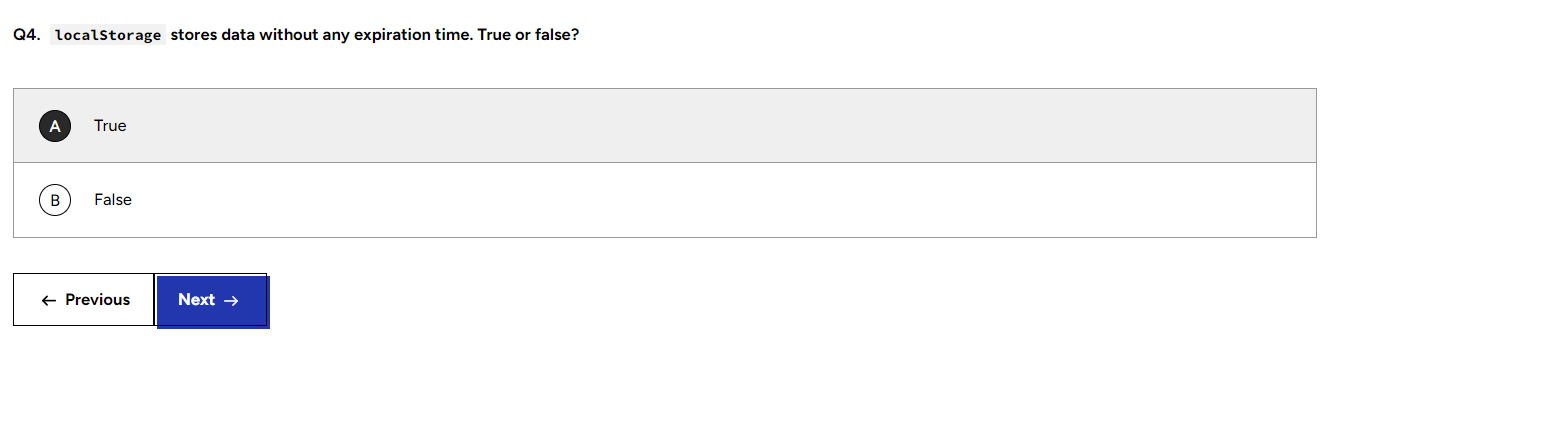 Q4. localStorage stores data without any expiration time. True or false?
A True
B False
← Previous Next →